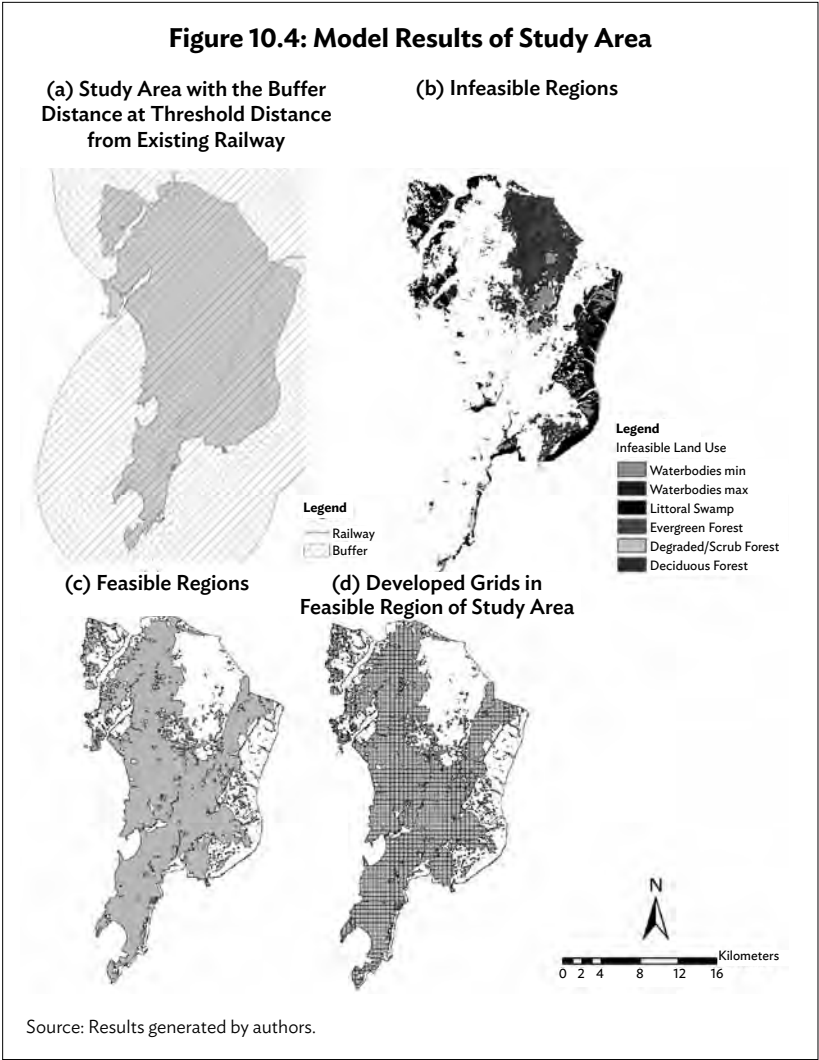 Figure 10.4: Model Results of Study Area
(a) Study Area with the Buffer
Distance at Threshold Distance
from Existing Railway
(b) Infeasible Regions
Legend
Railway
Buffer
Legend
Infeasible Land Use
Waterbodies min
Waterbodies max
Littoral Swamp
Evergreen Forest
Degraded/Scrub Forest
Deciduous Forest
(c) Feasible Regions
(d) Developed Grids in
Feasible Region of Study Area
N
Kilometers
0 2 4 8 12 16
Source: Results generated by authors.